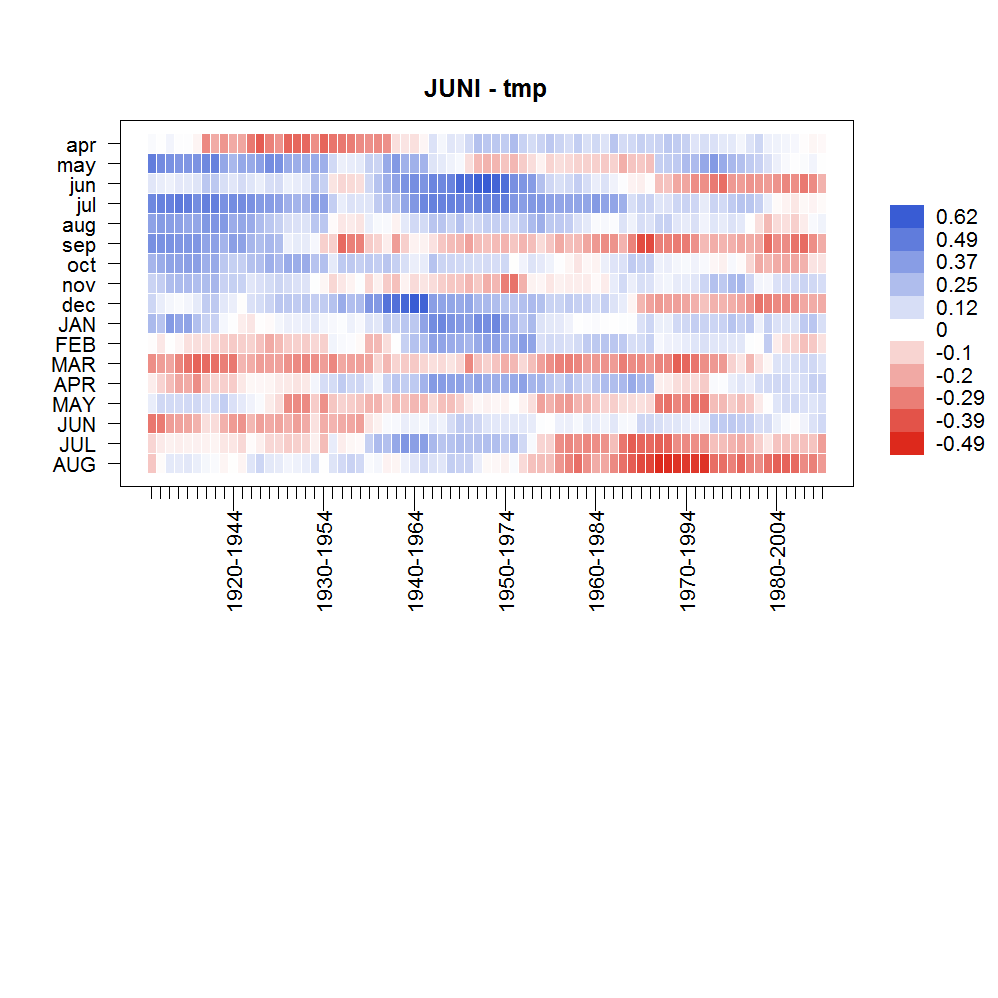 JUNI - tmp
apr
may
jun
jul
aug
sep
oct
nov
dec
JAN
FEB
MAR
APR
MAY
JUN
JUL
AUG
1920-1944
1930-1954
1940-1964
1950-1974
1960-1984
1970-1994
1980-2004
0.62
0.49
0.37
0.25
0.12
0
-0.1
-0.2
-0.29
-0.39
-0.49